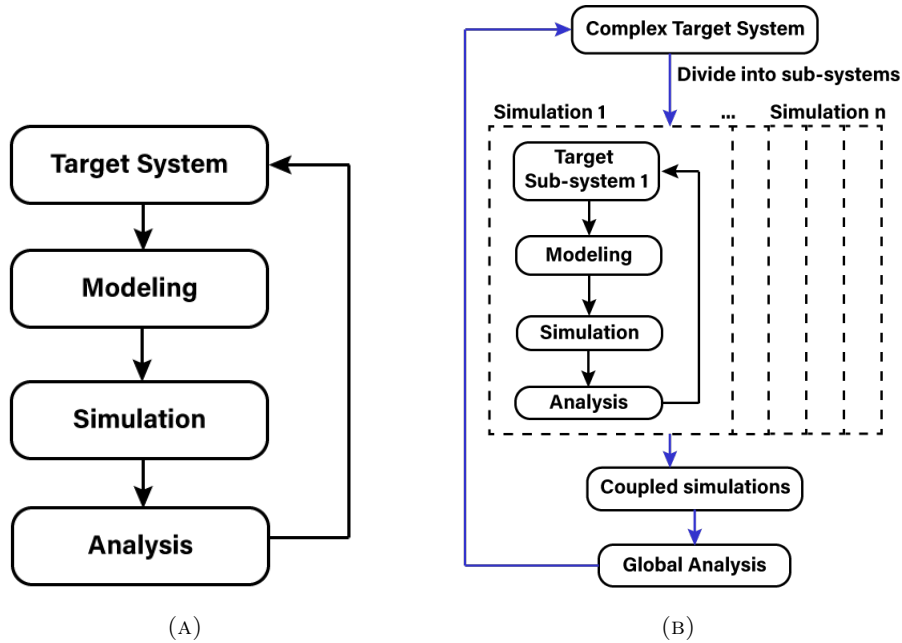 Target System
Modeling
Simulation
Analysis
(A)
Complex Target System
Divide into sub-systems
Simulation 1 ... Simulation n
Target
Sub-system 1
Modeling
Simulation
Analysis
Coupled simulations
Global Analysis
(B)